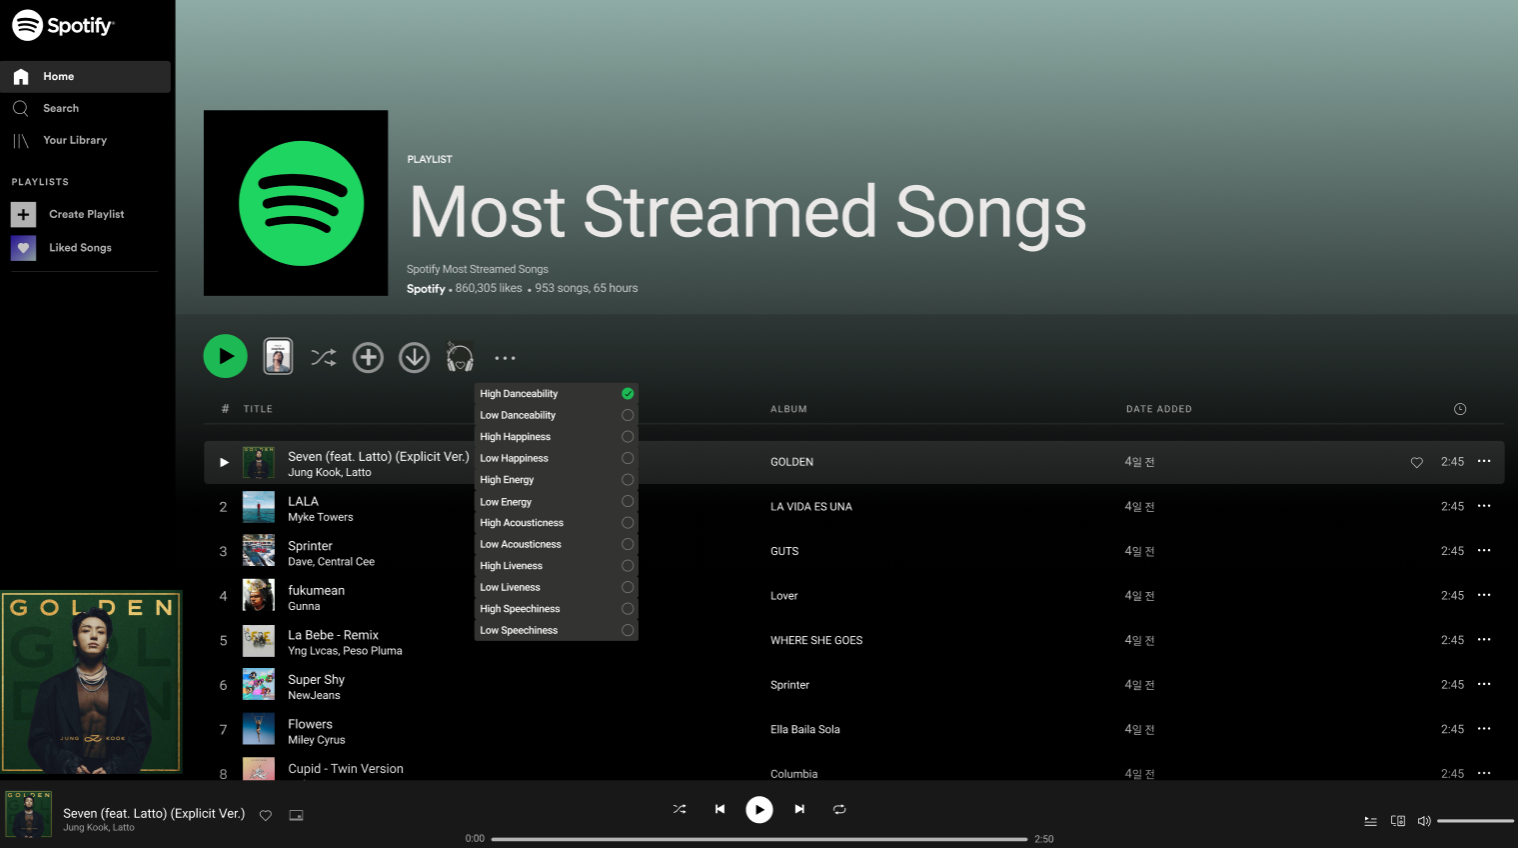 Spotify
Home
Search
Your Library
PLAYLISTS
Create Playlist
Liked Songs
PLAYLIST
Most Streamed Songs
Spotify Most Streamed Songs
Spotify • 860,305 likes • 953 songs, 65 hours
High Danceability
Low Danceability
High Happiness
Low Happiness
High Energy
Low Energy
High Acousticness
Low Acousticness
High Liveness
Low Liveness
High Speechiness
Low Speechiness
# TITLE ALBUM DATE ADDED
Seven (feat. Latto) (Explicit Ver.)
Jung Kook, Latto
GOLDEN 4일 전 2:45
2 LALA
Myke Towers
LA VIDA ES UNA 4일 전 2:45
3 Sprinter
Dave, Central Cee
GUTS 4일 전 2:45
4 fukumean
Gunna
Lover 4일 전 2:45
5 La Bebe - Remix
Yng Lvcas, Peso Pluma
WHERE SHE GOES 4일 전 2:45
6 Super Shy
NewJeans
Sprinter 4일 전 2:45
7 Flowers
Miley Cyrus
Ella Baila Sola 4일 전 2:45
8 Cupid - Twin Version
Columbia 4일 전 2:45
GOLDEN
JUNG KOOK
Seven (feat. Latto) (Explicit Ver.)
Jung Kook, Latto
0:00 2:50